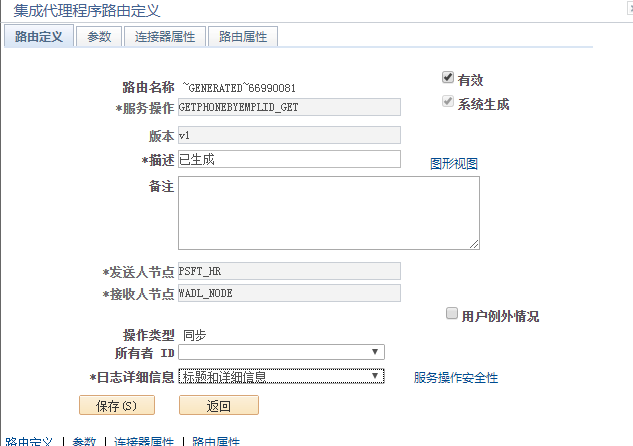 集成代理程序路由定义
路由定义 参数 连接器属性 路由属性
路由名称 ~GENERATED~66990081 有效
*服务操作 GETPHONEBYEMPLID_GET 系统生成
版本 v1
*描述 已生成 图形视图
备注
*发送人节点 PSFT_HR
*接收人节点 WADL_NODE
用户例外情况
操作类型 同步
所有者 ID
*日志详细信息 标题和详细信息 服务操作安全性
保存(S) 返回
路由定义 | 参数 | 连接器属性 | 路由属性